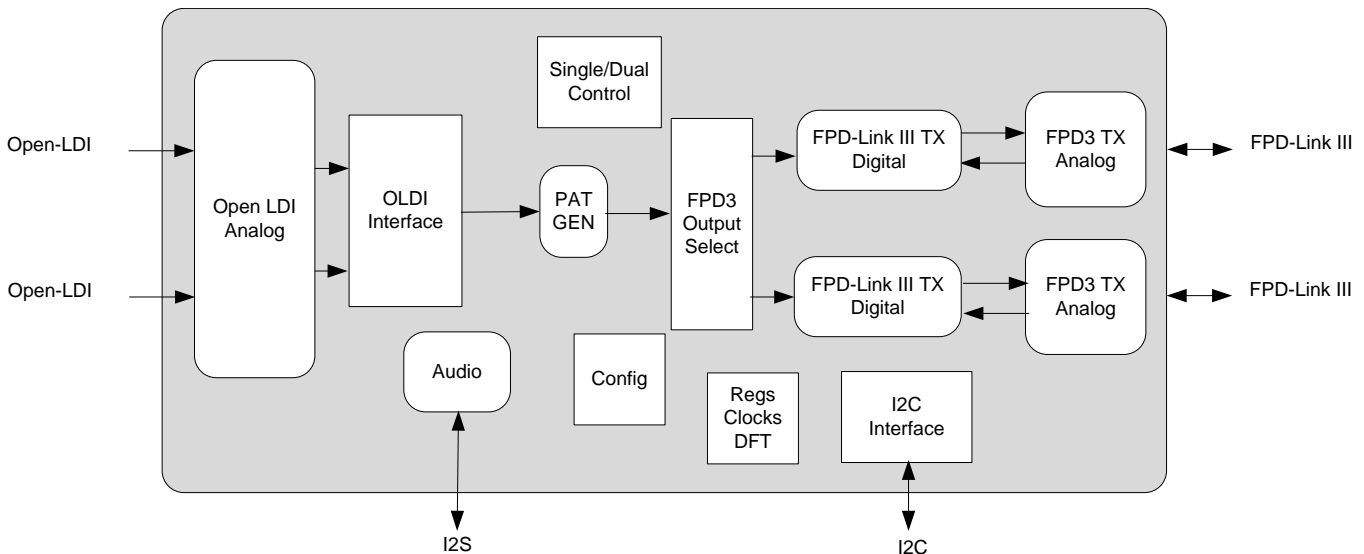 Single/Dual
Control
Open-LDI
Open-LDI
Open LDI
Analog
OLDI
Interface
PAT
GEN
FPD3
Output
Select
FPD-Link III TX
Digital
FPD3 TX
Analog
FPD-Link III
FPD-Link III TX
Digital
FPD3 TX
Analog
FPD-Link III
Audio
Config
Regs
Clocks
DFT
I2C
Interface
I2S
I2C